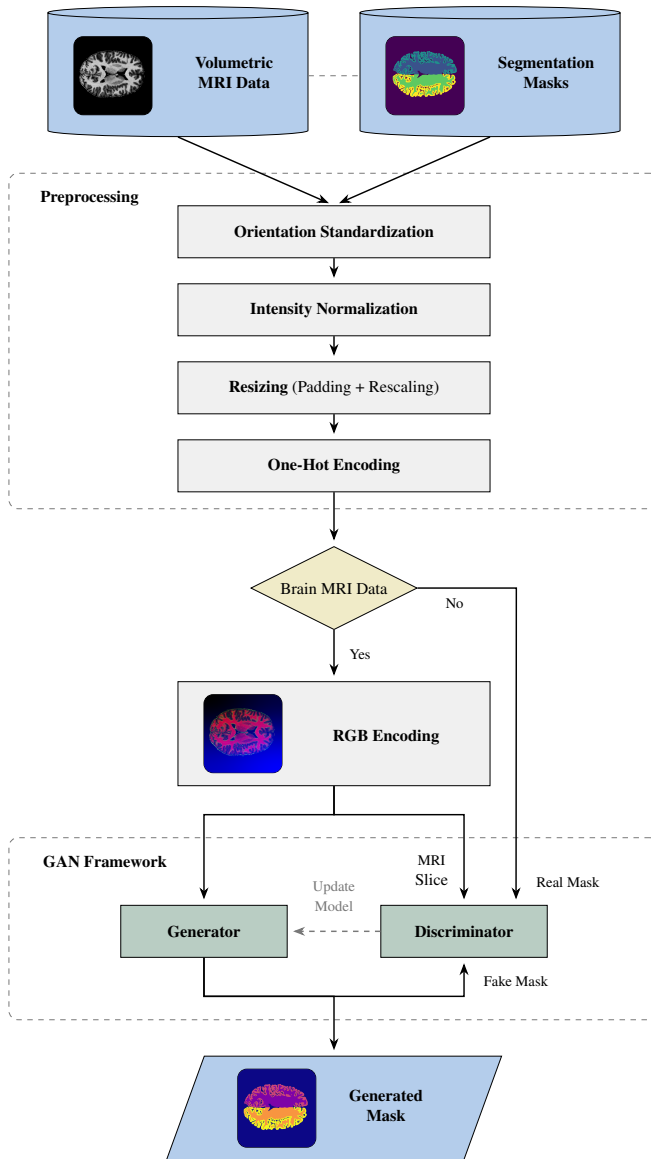 Volumetric
MRI Data
Segmentation
Masks
Preprocessing
Orientation Standardization
Intensity Normalization
Resizing (Padding + Rescaling)
One-Hot Encoding
Brain MRI Data
No
Yes
RGB Encoding
GAN Framework
MRI
Slice
Real Mask
Update
Model
Generator
Discriminator
Fake Mask
Generated
Mask